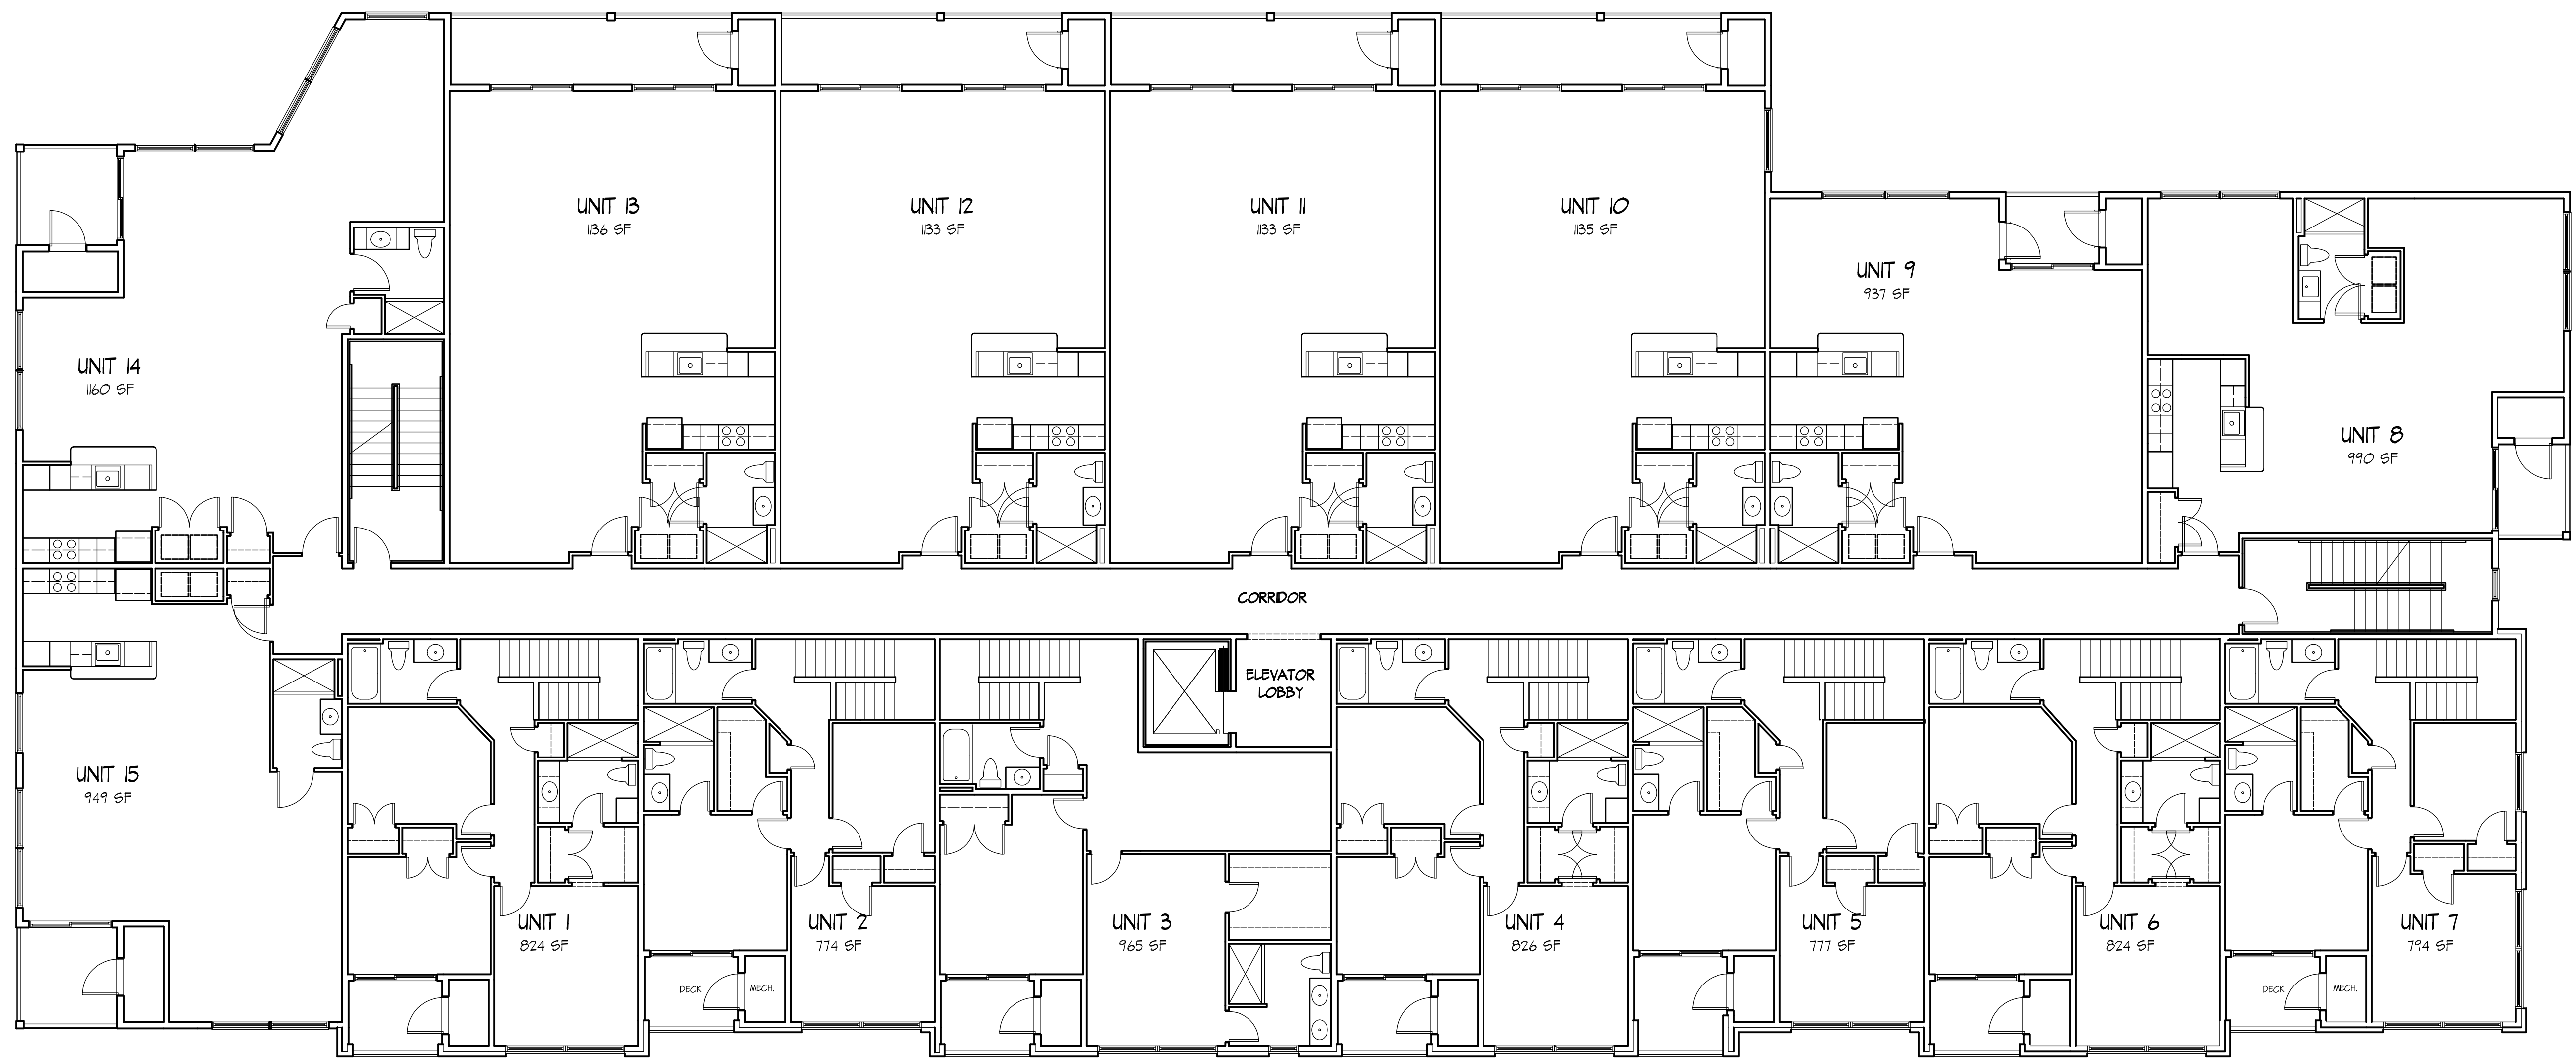 UNIT 13
1136 SF
UNIT 12
1133 SF
UNIT 11
1133 SF
UNIT 10
1135 SF
UNIT 9
937 SF
UNIT 14
1160 SF
UNIT 8
990 SF
CORRIDOR
ELEVATOR
LOBBY
UNIT 15
949 SF
UNIT 1
824 SF
UNIT 2
774 SF
UNIT 3
965 SF
UNIT 4
826 SF
UNIT 5
777 SF
UNIT 6
824 SF
UNIT 7
794 SF
DECK
MECH.
DECK
MECH.